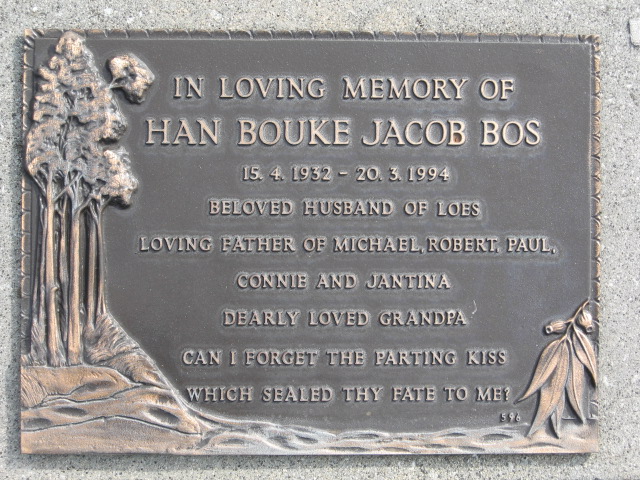 IN LOVING MEMORY OF
HAN BOUKE JACOB BOS
15. 4. 1932 - 20. 3. 1994
BELOVED HUSBAND OF LOES
LOVING FATHER OF MICHAEL, ROBERT, PAUL,
CONNIE AND JANTINA
DEARLY LOVED GRANDPA
CAN I FORGET THE PARTING KISS
WHICH SEALED THY FATE TO ME?
596